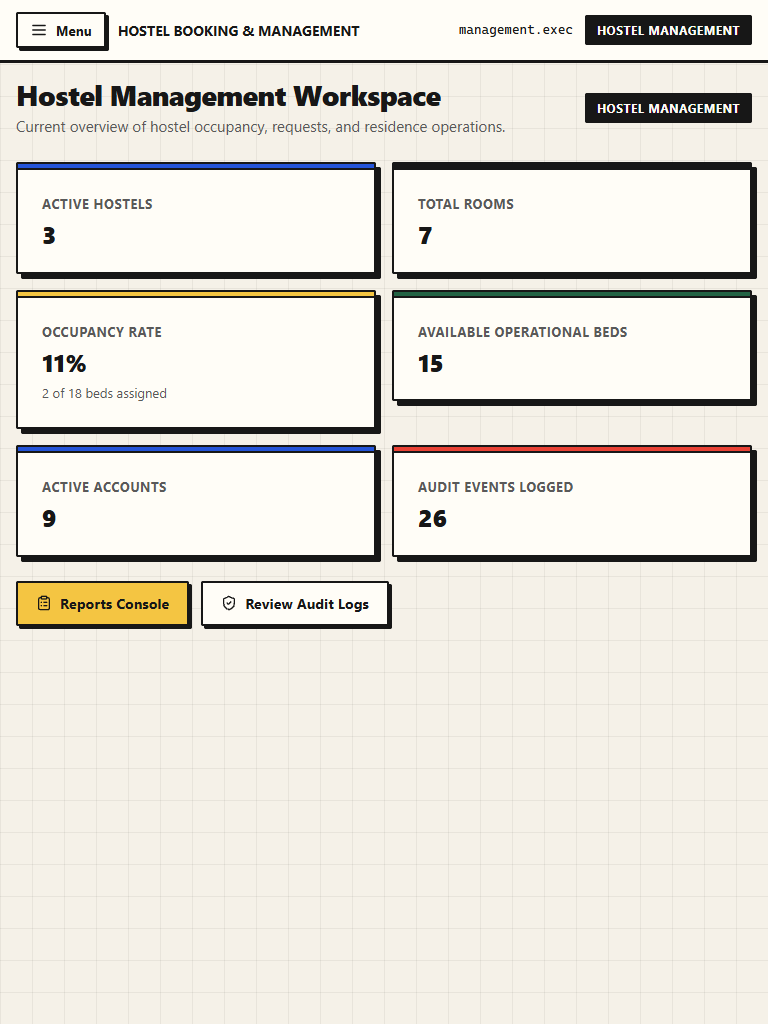 Menu
HOSTEL BOOKING & MANAGEMENT
management.exec
HOSTEL MANAGEMENT
Hostel Management Workspace
HOSTEL MANAGEMENT
Current overview of hostel occupancy, requests, and residence operations.
ACTIVE HOSTELS
3
TOTAL ROOMS
7
OCCUPANCY RATE
11%
2 of 18 beds assigned
AVAILABLE OPERATIONAL BEDS
15
ACTIVE ACCOUNTS
9
AUDIT EVENTS LOGGED
26
Reports Console
Review Audit Logs